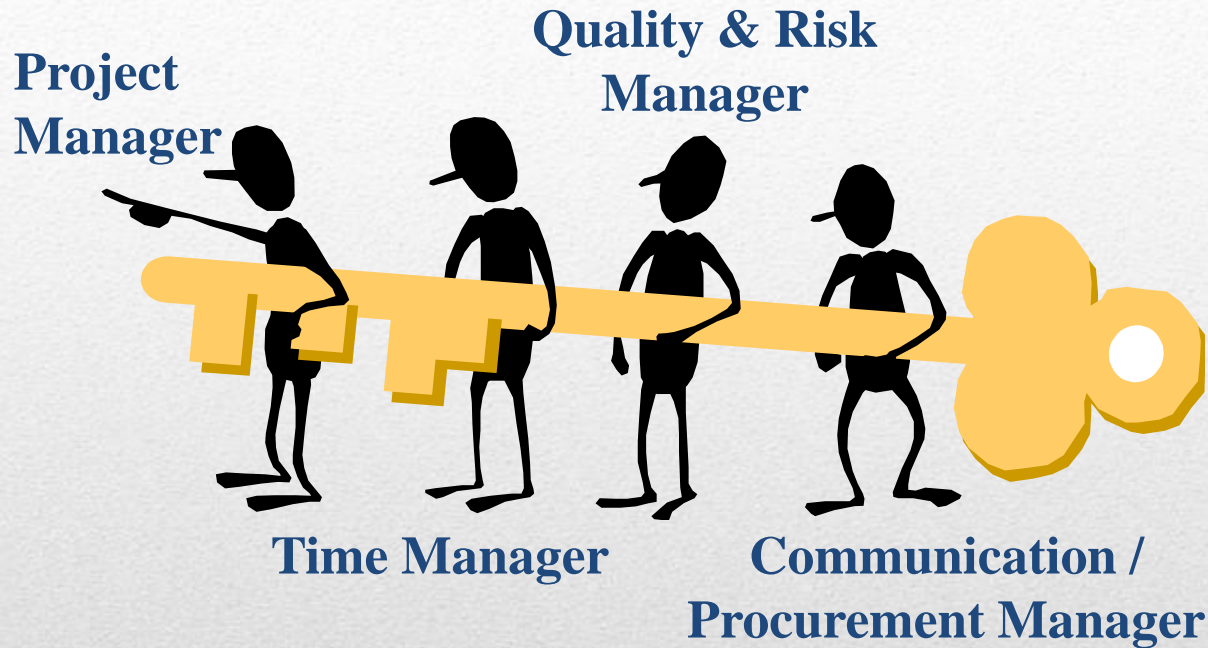 Project
Manager
Quality & Risk
Manager
Time Manager
Communication /
Procurement Manager